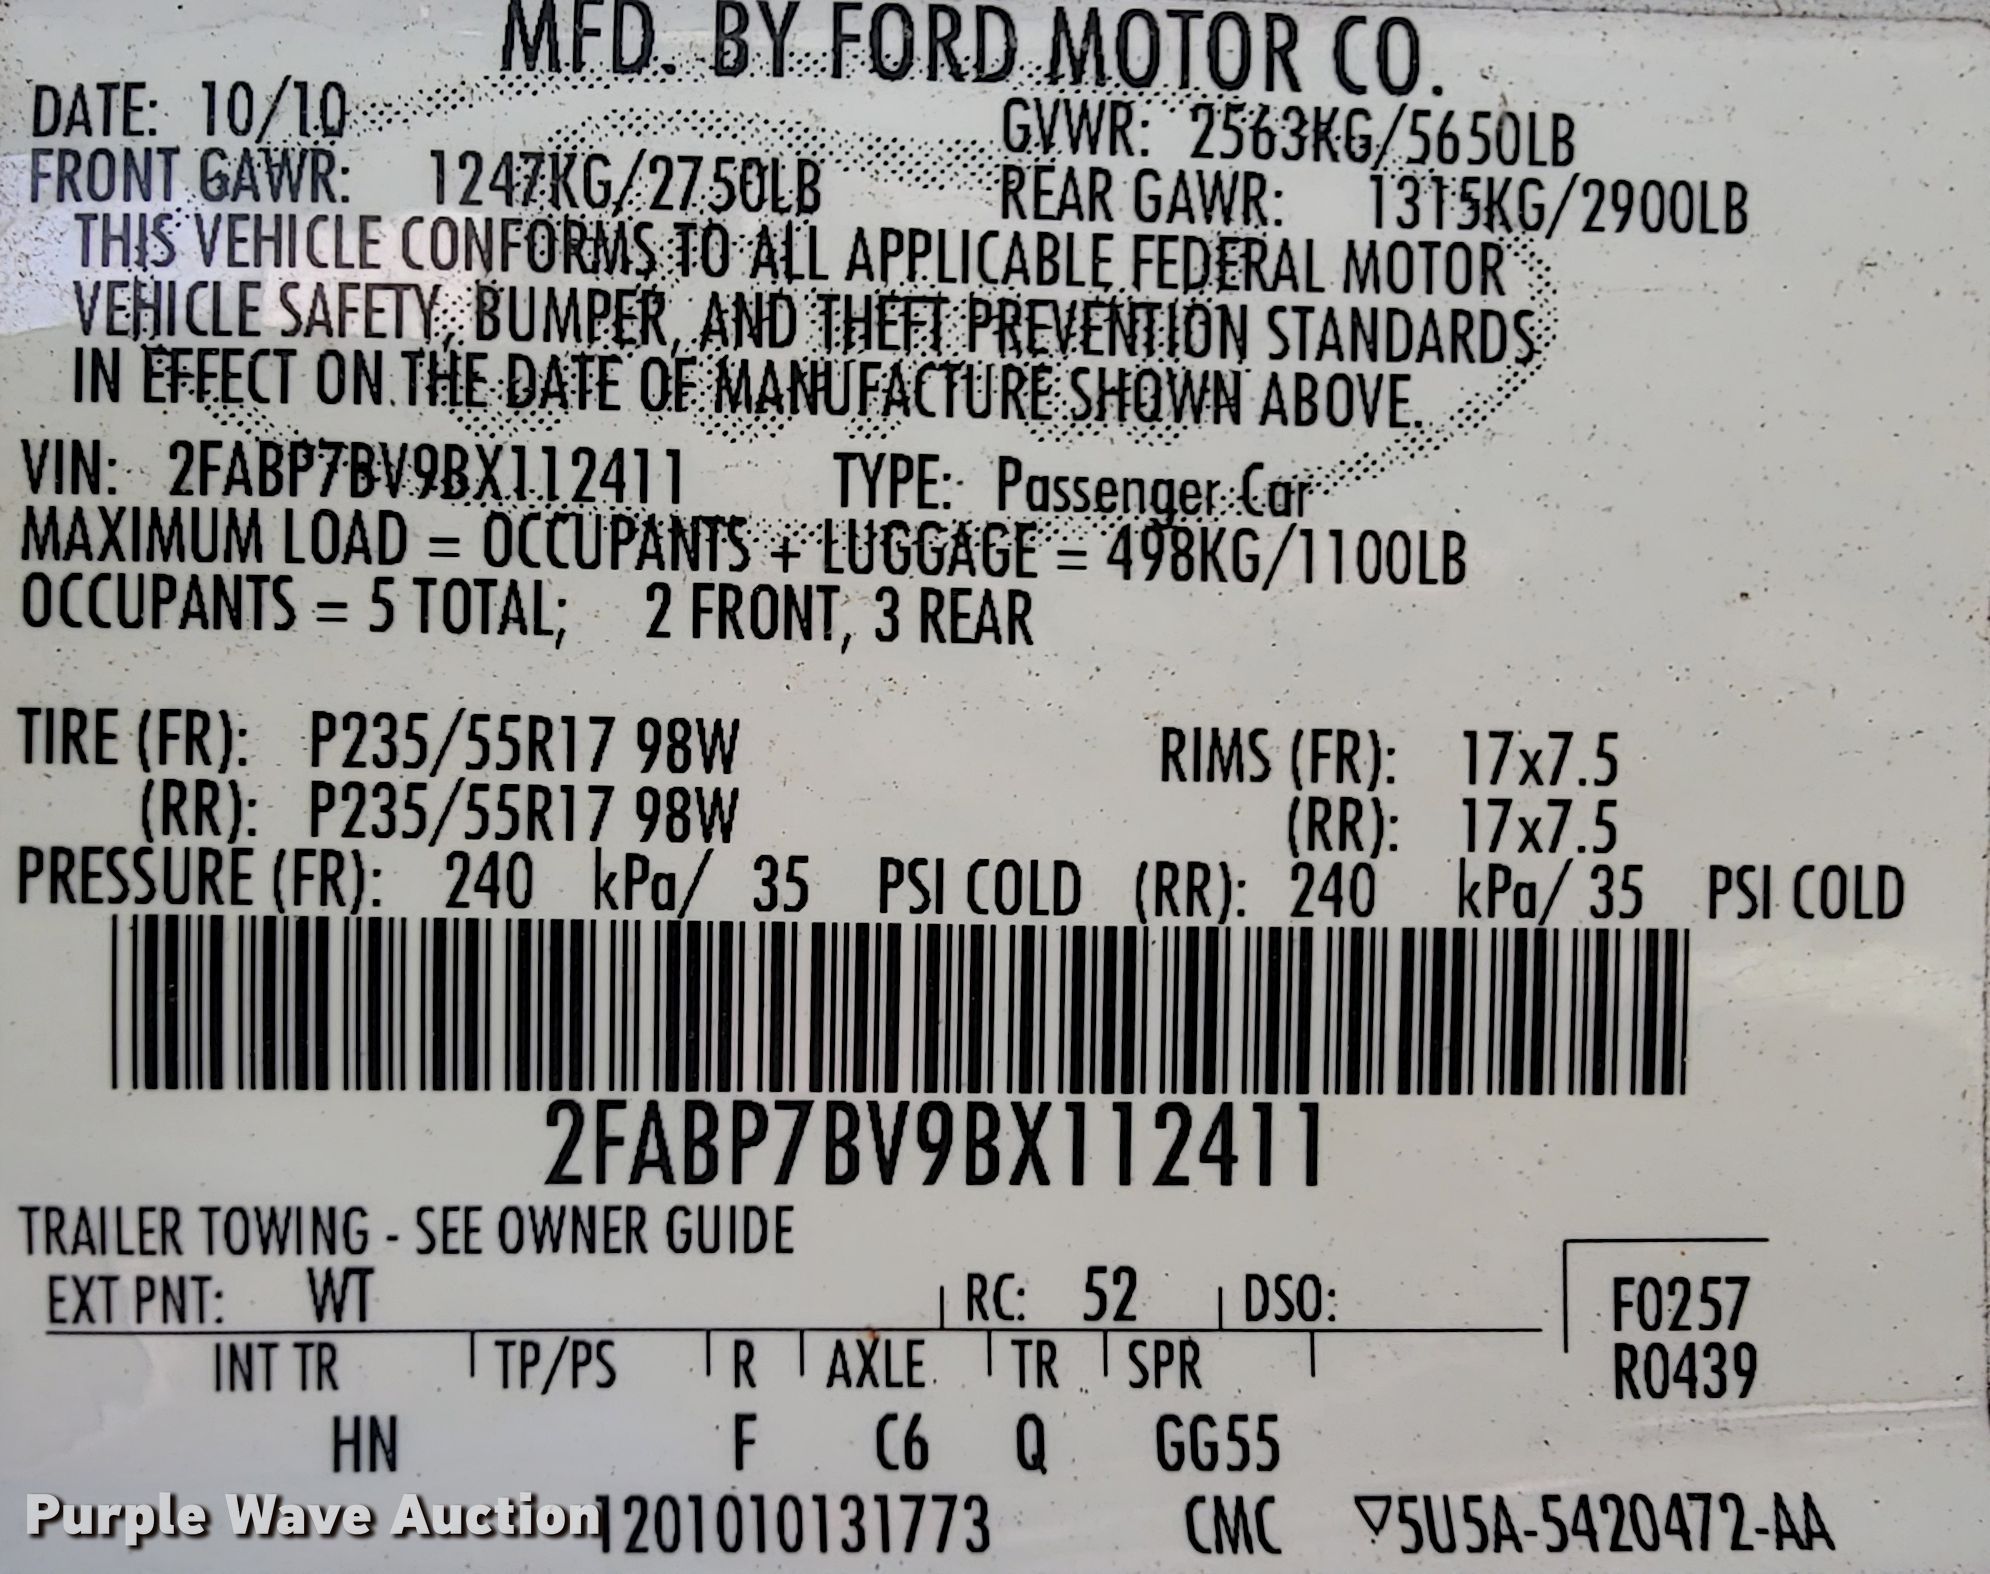 MFD. BY FORD MOTOR CO.
DATE: 10/10 GVWR: 2563KG/5650LB
FRONT GAWR: 1247KG/2750LB REAR GAWR: 1315KG/2900LB
THIS VEHICLE CONFORMS TO ALL APPLICABLE FEDERAL MOTOR
VEHICLE SAFETY, BUMPER, AND THEFT PREVENTION STANDARDS
IN EFFECT ON THE DATE OF MANUFACTURE SHOWN ABOVE.
VIN: 2FABP7BV9BX112411 TYPE: Passenger Car
MAXIMUM LOAD = OCCUPANTS + LUGGAGE = 498KG/1100LB
OCCUPANTS = 5 TOTAL; 2 FRONT, 3 REAR
TIRE (FR): P235/55R17 98W RIMS (FR): 17x7.5
(RR): P235/55R17 98W (RR): 17x7.5
PRESSURE (FR): 240 kPa/ 35 PSI COLD (RR): 240 kPa/ 35 PSI COLD
2FABP7BV9BX112411
TRAILER TOWING - SEE OWNER GUIDE
EXT PNT: WT RC: 52 DSO: F0257
INT TR TP/PS R AXLE TR SPR R0439
HN F C6 Q GG55
Purple Wave Auction 1201010131773 CMC ▽5U5A-5420472-AA